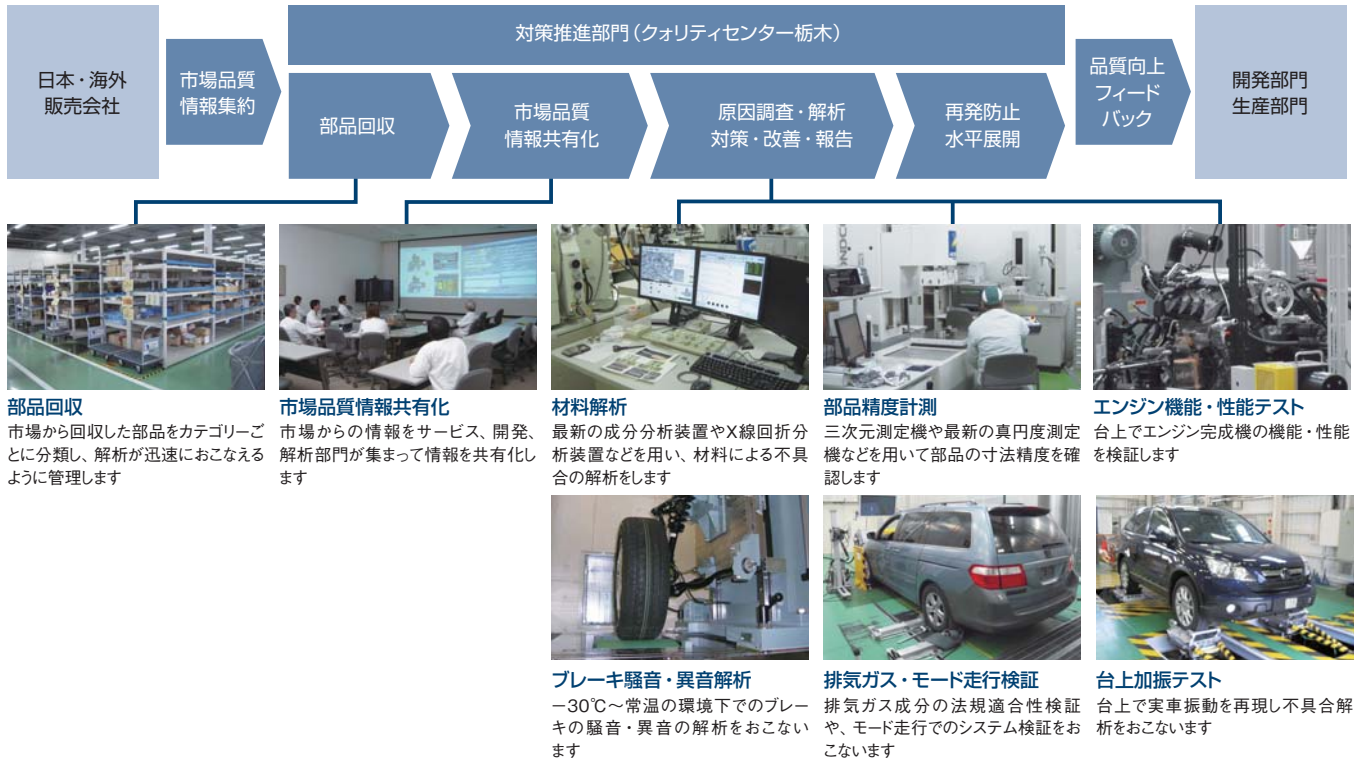 対策推進部門(クォリティセンター栃木)
日本・海外
販売会社
市場品質
情報集約
部品回収
市場品質
情報共有化
原因調査・解析
対策・改善・報告
再発防止
水平展開
品質向上
フィード
バック
開発部門
生産部門
部品回収
市場から回収した部品をカテゴリーご
とに分類し、解析が迅速におこなえる
ように管理します
市場品質情報共有化
市場からの情報をサービス、開発、
解析部門が集まって情報を共有化し
ます
材料解析
最新の成分分析装置やX線回折分
析装置などを用い、材料による不具
合の解析をします
部品精度計測
三次元測定機や最新の真円度測定
機などを用いて部品の寸法精度を確
認します
エンジン機能・性能テスト
台上でエンジン完成機の機能・性能
を検証します
ブレーキ騒音・異音解析
−30℃〜常温の環境下でのブレー
キの騒音・異音の解析をおこない
ます
排気ガス・モード走行検証
排気ガス成分の法規適合性検証
や、モード走行でのシステム検証をお
こないます
台上加振テスト
台上で実車振動を再現し不具合解
析をおこないます